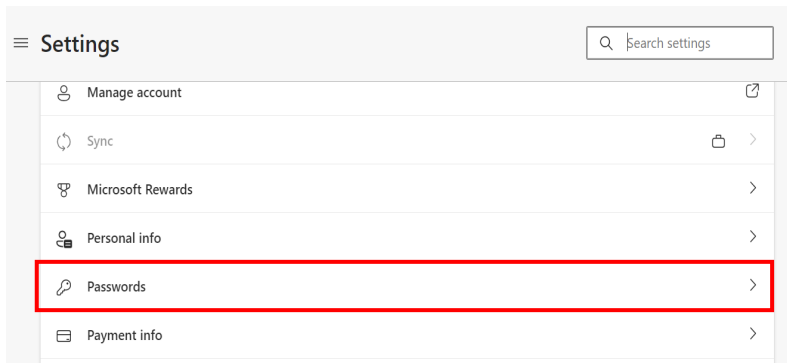 Settings
Search settings
Manage account
Sync
Microsoft Rewards
Personal info
Passwords
Payment info